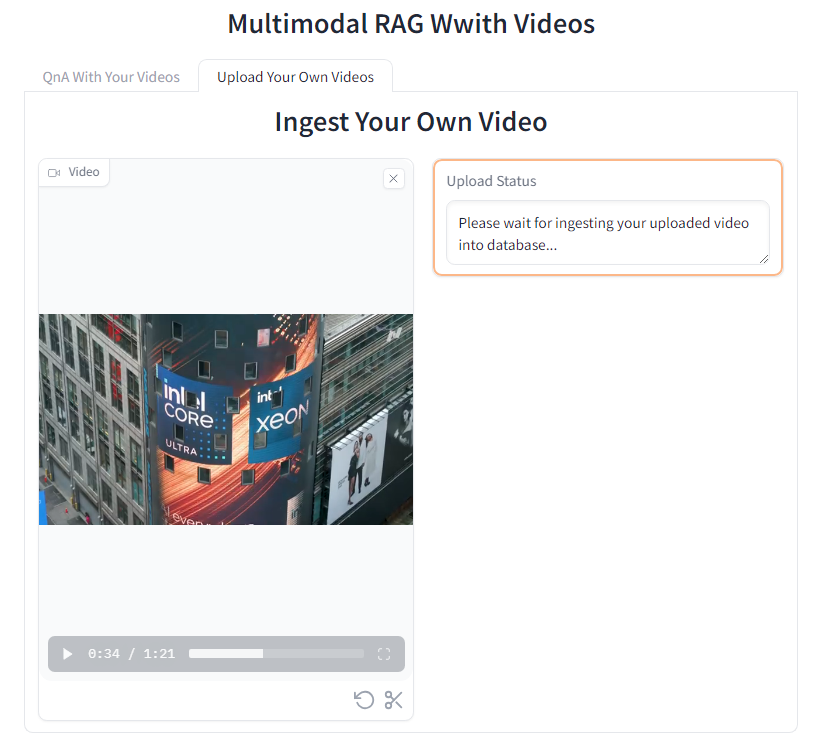 Multimodal RAG Wwith Videos
QnA With Your Videos
Upload Your Own Videos
Ingest Your Own Video
Video
Upload Status
Please wait for ingesting your uploaded video
into database...
intel
CORE
ULTRA
intel
XEON
0:34 / 1:21